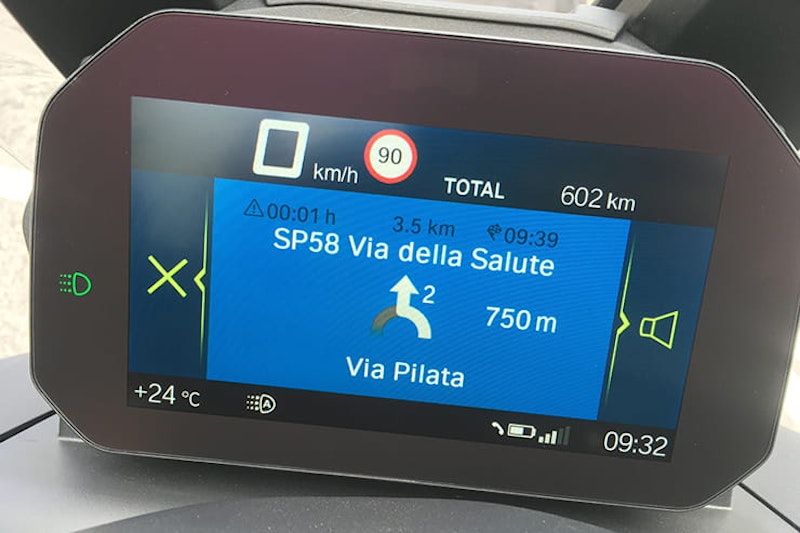 0 km/h 90 TOTAL 602 km
00:01 h 3.5 km 09:39
SP58 Via della Salute
2 750 m
Via Pilata
+24 °C A 09:32